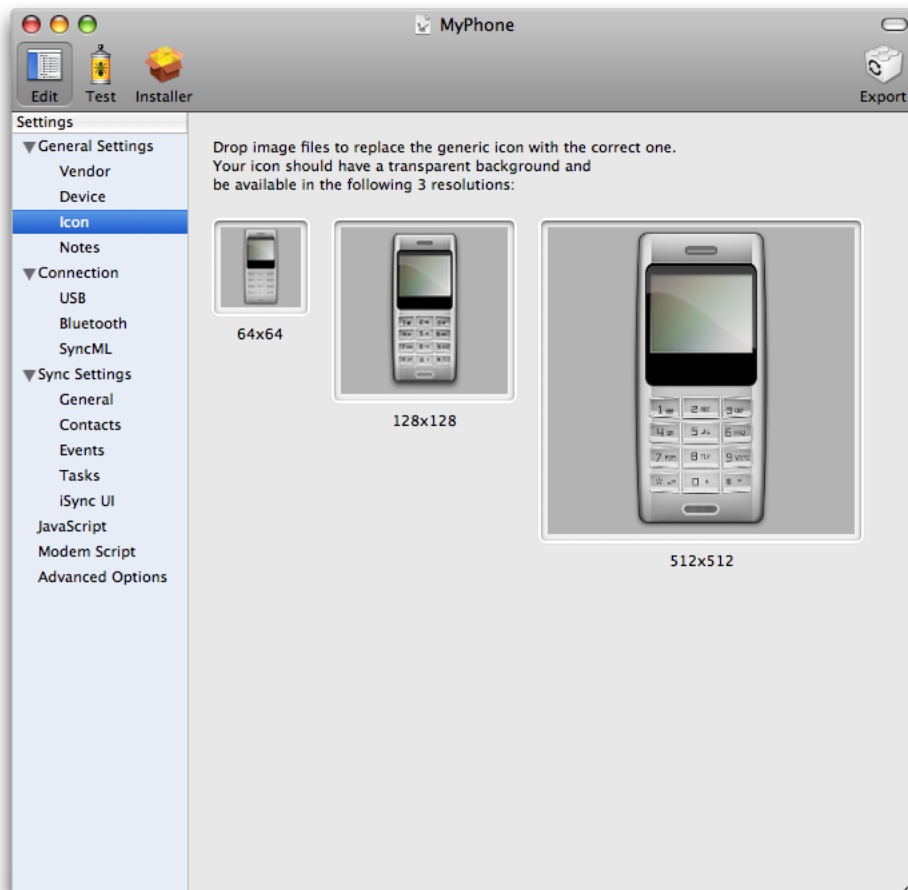 MyPhone
Edit
Test
Installer
Export
Settings
General Settings
Vendor
Device
Icon
Notes
Connection
USB
Bluetooth
SyncML
Sync Settings
General
Contacts
Events
Tasks
iSync UI
JavaScript
Modem Script
Advanced Options
Drop image files to replace the generic icon with the correct one.
Your icon should have a transparent background and
be available in the following 3 resolutions:
64x64
128x128
512x512